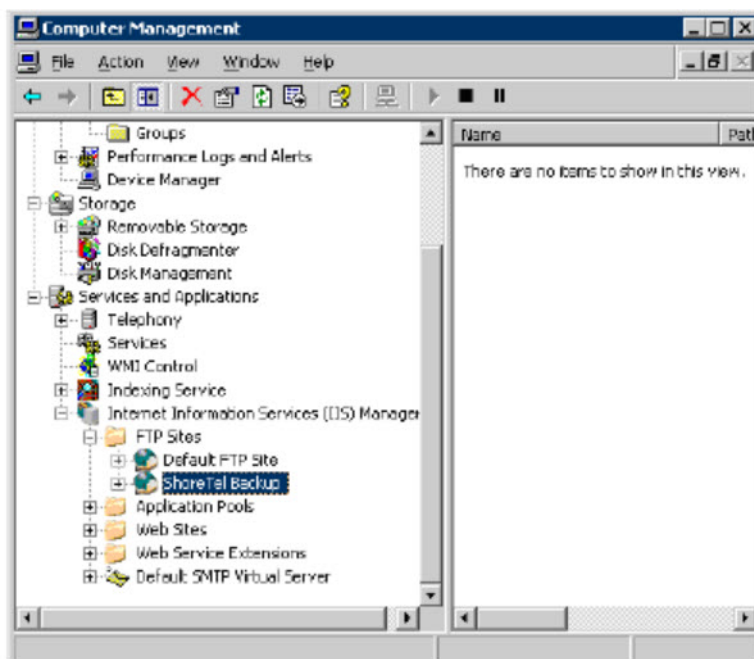 Computer Management
File Action View Window Help
Groups
Performance Logs and Alerts
Device Manager
Storage
Removable Storage
Disk Defragmenter
Disk Management
Services and Applications
Telephony
Services
WMI Control
Indexing Service
Internet Information Services (IIS) Manager
FTP Sites
Default FTP Site
ShoreTel Backup
Application Pools
Web Sites
Web Service Extensions
Default SMTP Virtual Server
Name Path
There are no items to show in this view.